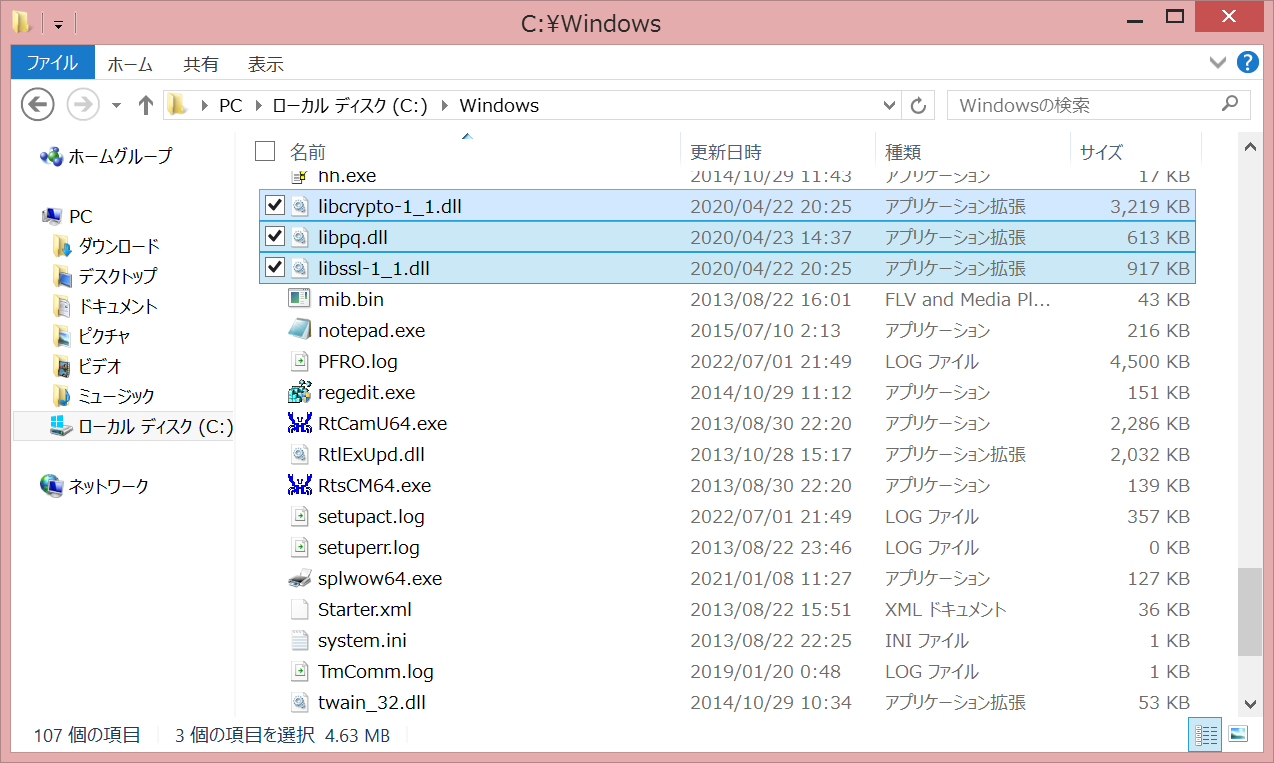 C:¥Windows
ファイル ホーム 共有 表示
PC ローカル ディスク (C:) Windows Windowsの検索
ホームグループ
PC
ダウンロード
デスクトップ
ドキュメント
ピクチャ
ビデオ
ミュージック
ローカル ディスク (C:)
ネットワーク
名前 更新日時 種類 サイズ
hh.exe 2014/10/29 11:43 アプリケーション 17 KB
libcrypto-1_1.dll 2020/04/22 20:25 アプリケーション拡張 3,219 KB
libpq.dll 2020/04/23 14:37 アプリケーション拡張 613 KB
libssl-1_1.dll 2020/04/22 20:25 アプリケーション拡張 917 KB
mib.bin 2013/08/22 16:01 FLV and Media Pl... 43 KB
notepad.exe 2015/07/10 2:13 アプリケーション 216 KB
PFRO.log 2022/07/01 21:49 LOG ファイル 4,500 KB
regedit.exe 2014/10/29 11:12 アプリケーション 151 KB
RtCamU64.exe 2013/08/30 22:20 アプリケーション 2,286 KB
RtlExUpd.dll 2013/10/28 15:17 アプリケーション拡張 2,032 KB
RtsCM64.exe 2013/08/30 22:20 アプリケーション 139 KB
setupact.log 2022/07/01 21:49 LOG ファイル 357 KB
setuperr.log 2013/08/22 23:46 LOG ファイル 0 KB
splwow64.exe 2021/01/08 11:27 アプリケーション 127 KB
Starter.xml 2013/08/22 15:51 XML ドキュメント 36 KB
system.ini 2013/08/22 22:25 INI ファイル 1 KB
TmComm.log 2019/01/20 0:48 LOG ファイル 1 KB
twain_32.dll 2014/10/29 10:34 アプリケーション拡張 53 KB
107 個の項目 3 個の項目を選択 4.63 MB